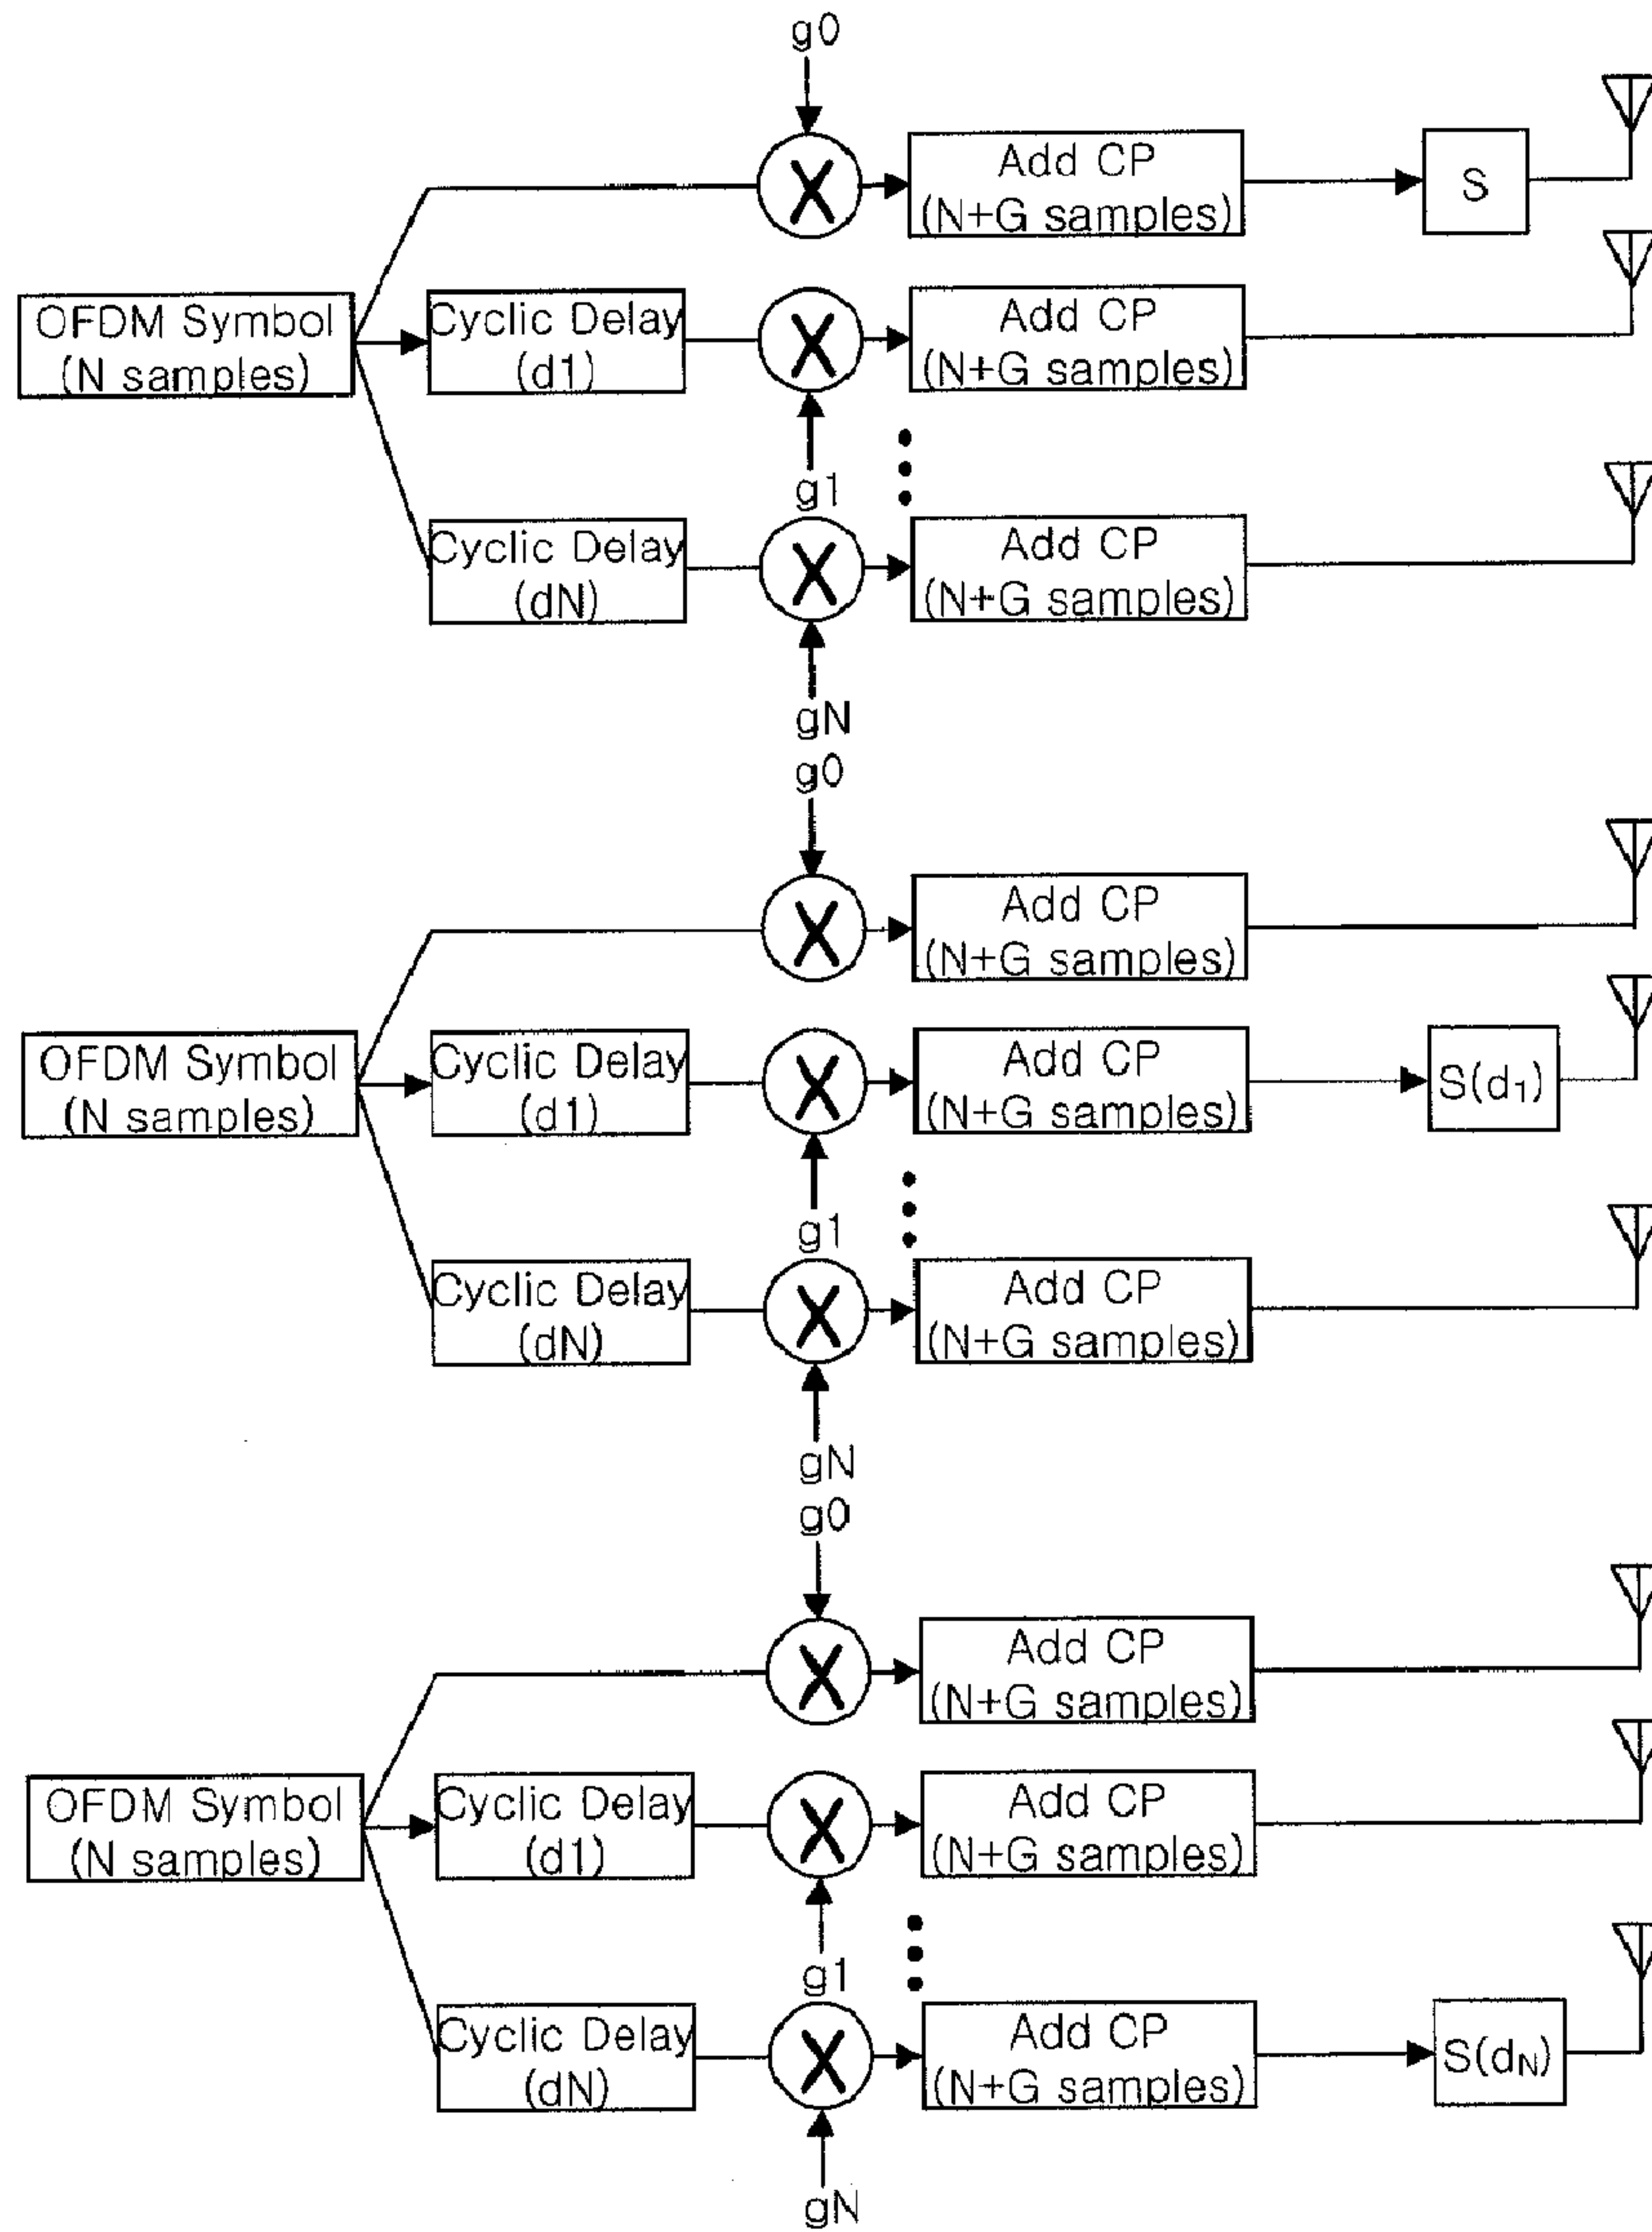 g0
Add CP
(N+G samples)
S
OFDM Symbol
(N samples)
Cyclic Delay
(d1)
X
Add CP
(N+G samples)
g1
Cyclic Delay
(dN)
X
Add CP
(N+G samples)
gN
g0
X
Add CP
(N+G samples)
OFDM Symbol
(N samples)
Cyclic Delay
(d1)
X
Add CP
(N+G samples)
S(d1)
g1
Cyclic Delay
(dN)
X
Add CP
(N+G samples)
gN
g0
X
Add CP
(N+G samples)
OFDM Symbol
(N samples)
Cyclic Delay
(d1)
X
Add CP
(N+G samples)
g1
Cyclic Delay
(dN)
X
Add CP
(N+G samples)
S(dN)
gN